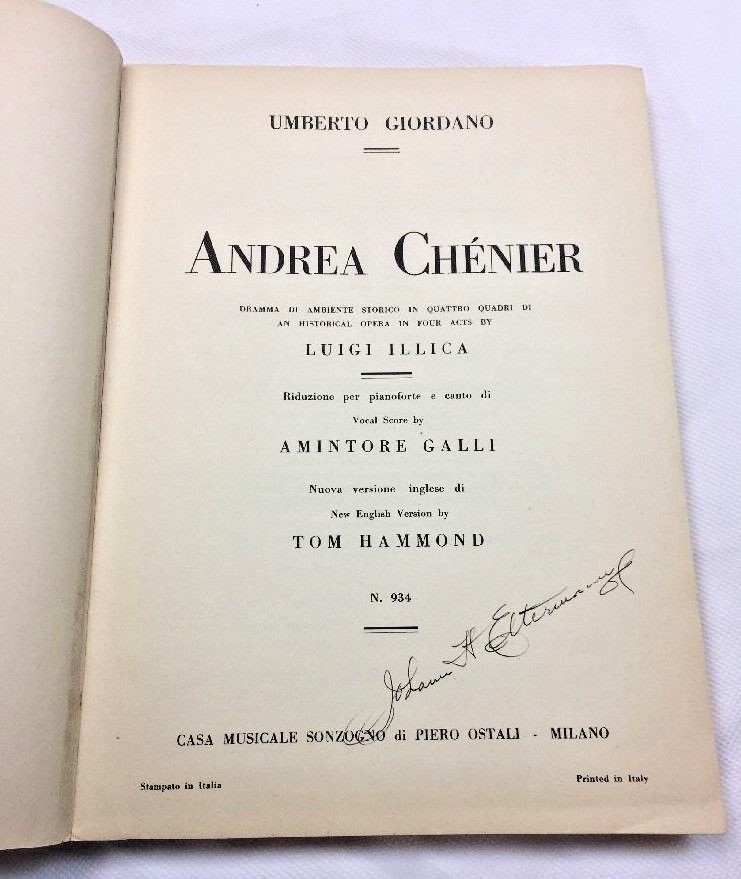 UMBERTO GIORDANO
ANDREA CHÉNIER
DRAMMA DI AMBIENTE STORICO IN QUATTRO QUADRI DI
AN HISTORICAL OPERA IN FOUR ACTS BY
LUIGI ILLICA
Riduzione per pianoforte e canto di
Vocal Score by
AMINTORE GALLI
Nuova versione inglese di
New English Version by
TOM HAMMOND
N. 934
Johann H Eltermann
CASA MUSICALE SONZOGNO di PIERO OSTALI - MILANO
Stampato in Italia
Printed in Italy